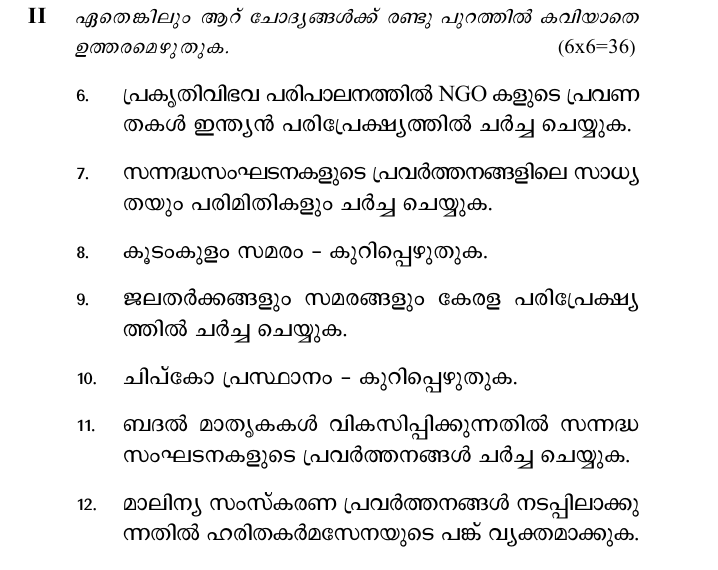 II ഏതെങ്കിലും ആറ് ചോദ്യങ്ങൾക്ക് രണ്ടു പുറത്തിൽ കവിയാതെ
ഉത്തരമെഴുതുക. (6x6=36)
6. പ്രകൃതിവിഭവ പരിപാലനത്തിൽ NGO കളുടെ പ്രവണ
തകൾ ഇന്ത്യൻ പരിപ്രേക്ഷ്യത്തിൽ ചർച്ച ചെയ്യുക.
7. സന്നദ്ധസംഘടനകളുടെ പ്രവർത്തനങ്ങളിലെ സാധ്യ
തയും പരിമിതികളും ചർച്ച ചെയ്യുക.
8. കൂടംകുളം സമരം – കുറിപ്പെഴുതുക.
9. ജലതർക്കങ്ങളും സമരങ്ങളും കേരള പരിപ്രേക്ഷ്യ
ത്തിൽ ചർച്ച ചെയ്യുക.
10. ചിപ്കോ പ്രസ്ഥാനം – കുറിപ്പെഴുതുക.
11. ബദൽ മാതൃകകൾ വികസിപ്പിക്കുന്നതിൽ സന്നദ്ധ
സംഘടനകളുടെ പ്രവർത്തനങ്ങൾ ചർച്ച ചെയ്യുക.
12. മാലിന്യ സംസ്കരണ പ്രവർത്തനങ്ങൾ നടപ്പിലാക്കു
ന്നതിൽ ഹരിതകർമസേനയുടെ പങ്ക് വ്യക്തമാക്കുക.